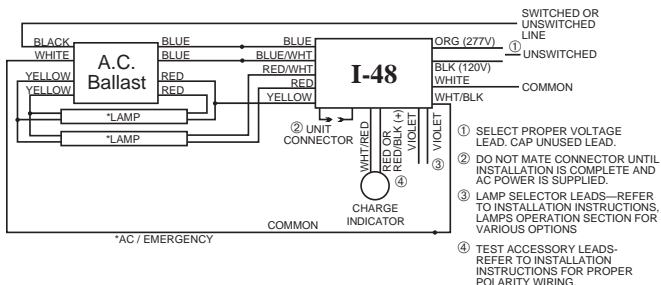 SWITCHED OR
UNSWITCHED
LINE
BLACK
BLUE
BLUE
ORG (277V)
①
WHITE
A.C.
Ballast
BLUE
BLUE/WHT
I-48
UNSWITCHED
YELLOW
RED
RED/WHT
BLK (120V)
YELLOW
RED
RED
WHITE
COMMON
YELLOW
WHT/BLK
*LAMP
*LAMP
② UNIT
CONNECTOR
WHT/RED
RED OR
RED/BLK (+)
VIOLET
VIOLET
③
④
CHARGE
INDICATOR
COMMON
*AC / EMERGENCY
① SELECT PROPER VOLTAGE
LEAD. CAP UNUSED LEAD.
② DO NOT MATE CONNECTOR UNTIL
INSTALLATION IS COMPLETE AND
AC POWER IS SUPPLIED.
③ LAMP SELECTOR LEADS—REFER
TO INSTALLATION INSTRUCTIONS,
LAMPS OPERATION SECTION FOR
VARIOUS OPTIONS
④ TEST ACCESSORY LEADS-
REFER TO INSTALLATION
INSTRUCTIONS FOR PROPER
POLARITY WIRING.